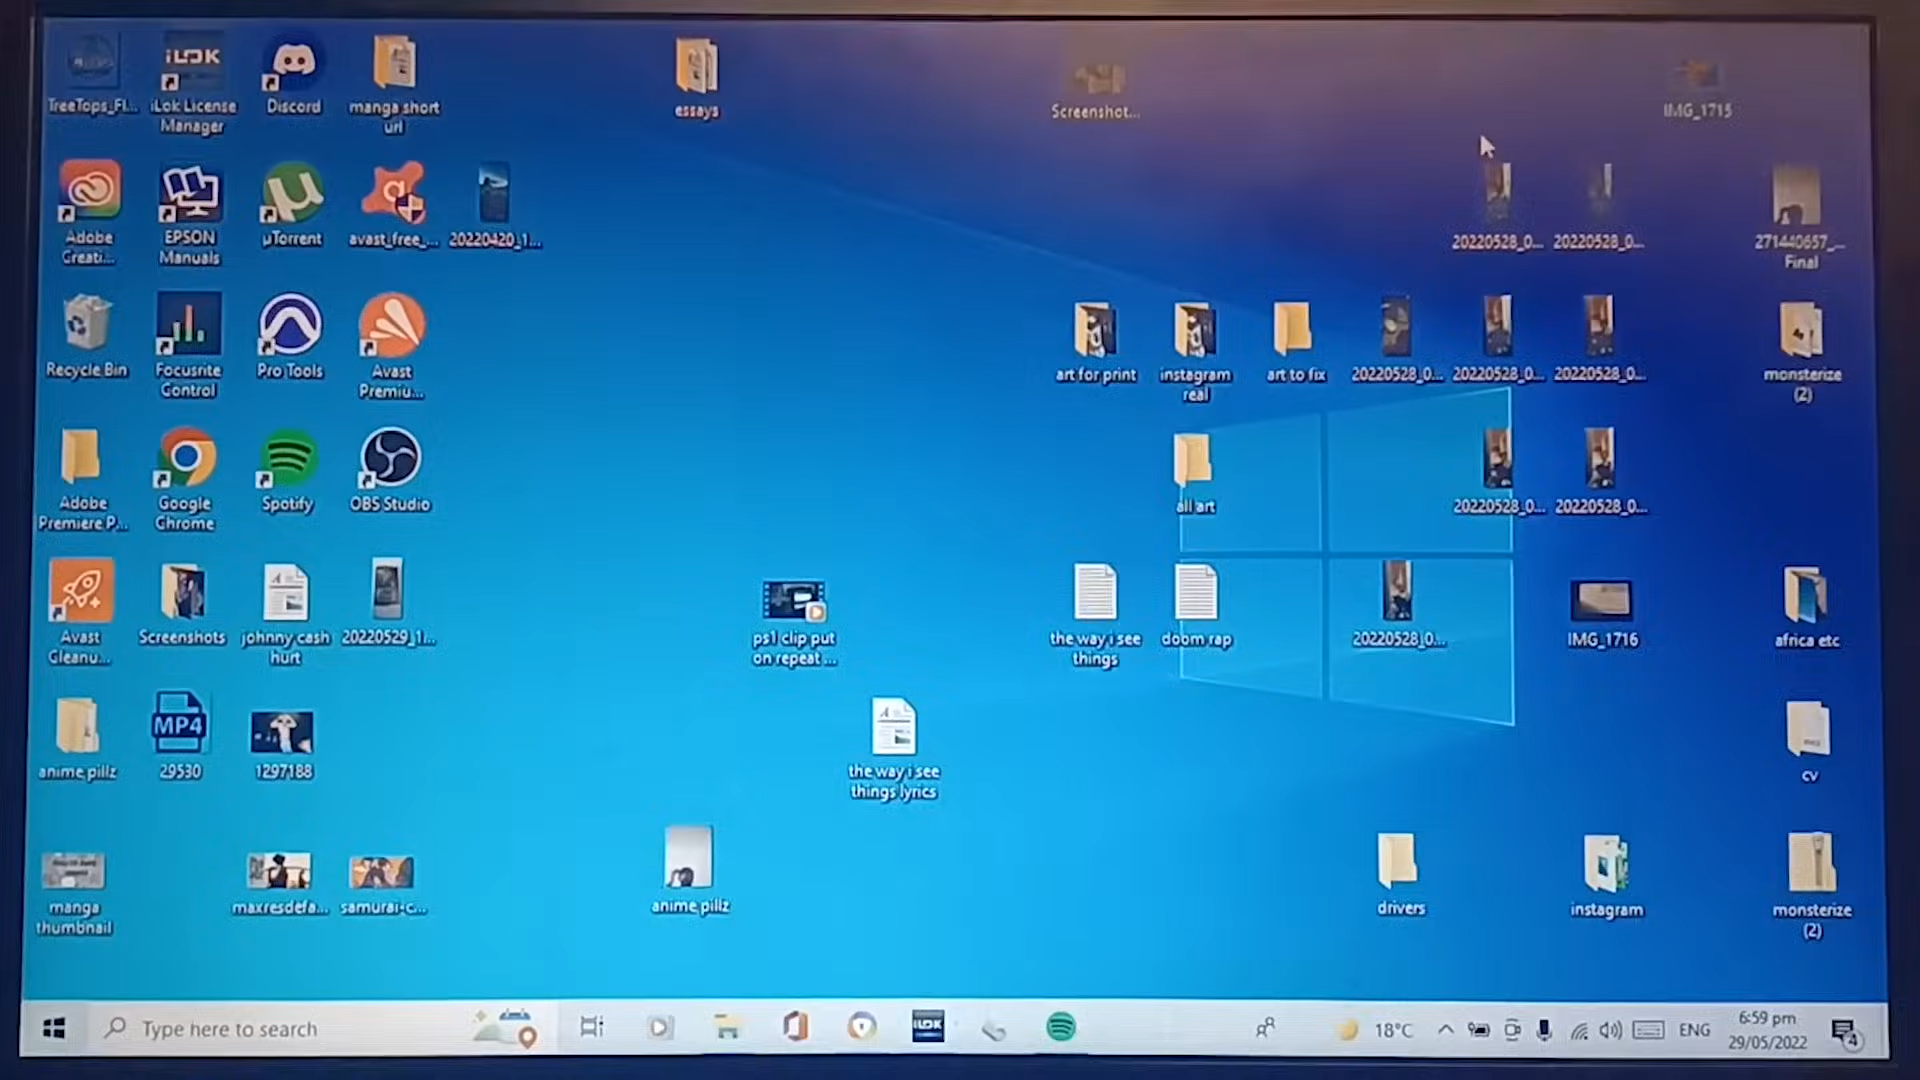 TreeTops_Fl...
iLOK
iLok License
Manager
Discord
manga short
url
essays
Screenshot...
IMG_1715
Adobe
Creati...
EPSON
Manuals
µTorrent
avast_free_...
20220420_1...
20220528_0...
20220528_0...
271440657_...
Final
Recycle Bin
Focusrite
Control
Pro Tools
Avast
Premiu...
art for print
instagram
real
art to fix
20220528_0...
20220528_0...
20220528_0...
monsterize
(2)
Adobe
Premiere P...
Google
Chrome
Spotify
OBS Studio
all art
20220528_0...
20220528_0...
Avast
Cleanu...
Screenshots
johnny cash
hurt
20220529_1...
ps1 clip put
on repeat ...
the way i see
things
doom rap
20220528_0...
IMG_1716
africa etc
anime pillz
MP4
29530
1297188
the way i see
things lyrics
cv
manga
thumbnail
maxresdefa...
samurai-c...
anime pillz
drivers
instagram
monsterize
(2)
Type here to search
iLOK
18°C
ENG
6:59 pm
29/05/2022
4